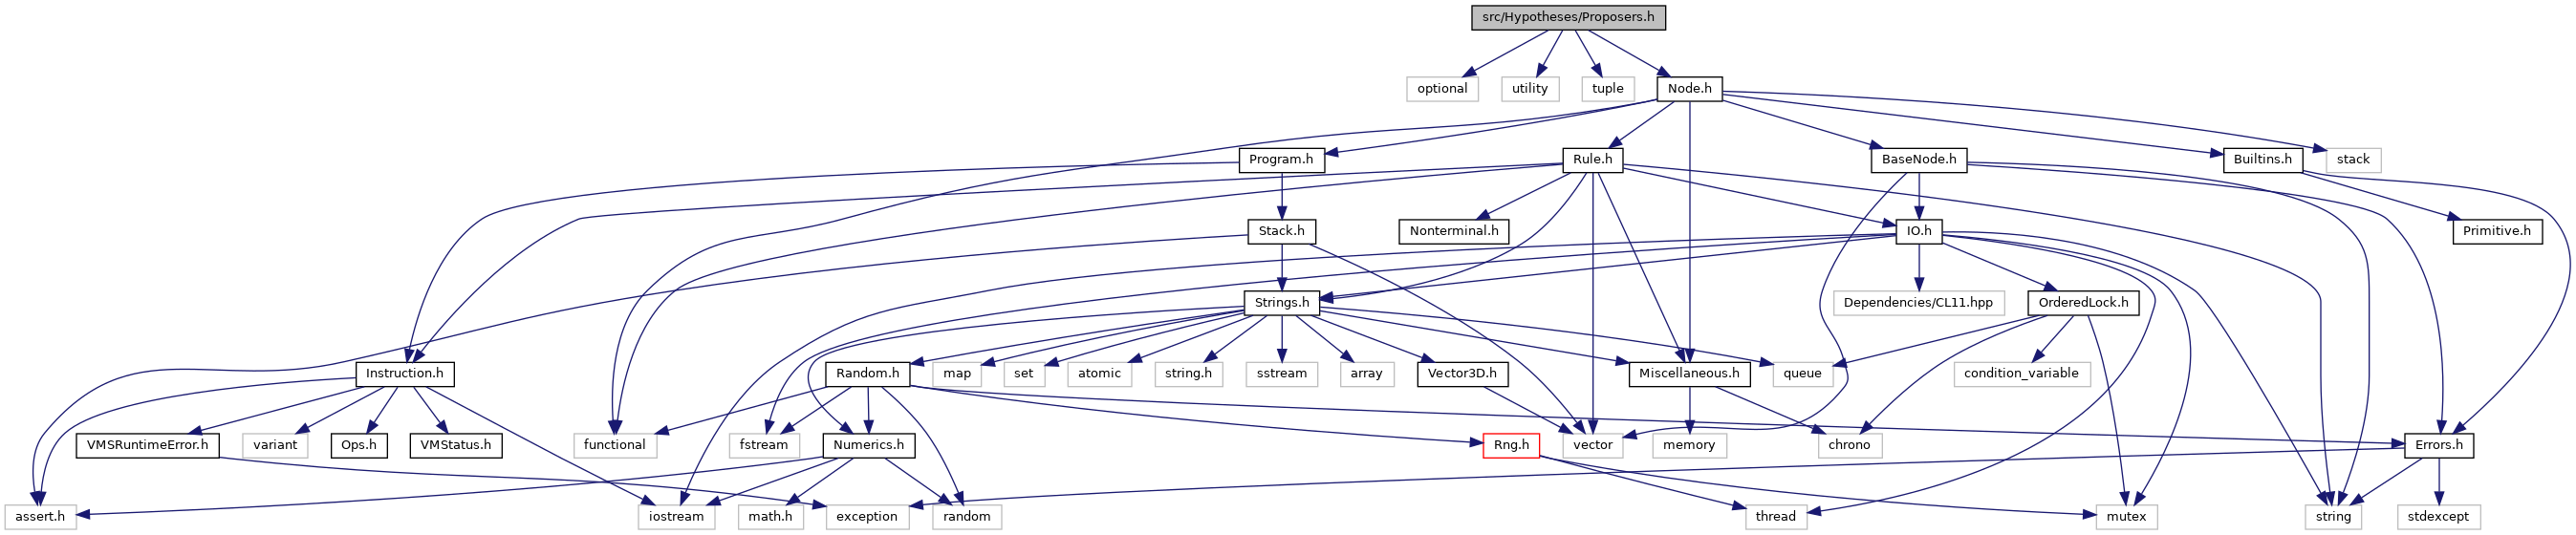 src/Hypotheses/Proposers.h
optional
utility
tuple
Node.h
Program.h
Rule.h
BaseNode.h
Builtins.h
stack
Stack.h
Nonterminal.h
IO.h
Primitive.h
Strings.h
Dependencies/CL11.hpp
OrderedLock.h
Instruction.h
Random.h
map
set
atomic
string.h
sstream
array
Vector3D.h
Miscellaneous.h
queue
condition_variable
VMSRuntimeError.h
variant
Ops.h
VMStatus.h
functional
fstream
Numerics.h
Rng.h
vector
memory
chrono
Errors.h
assert.h
iostream
math.h
exception
random
thread
mutex
string
stdexcept